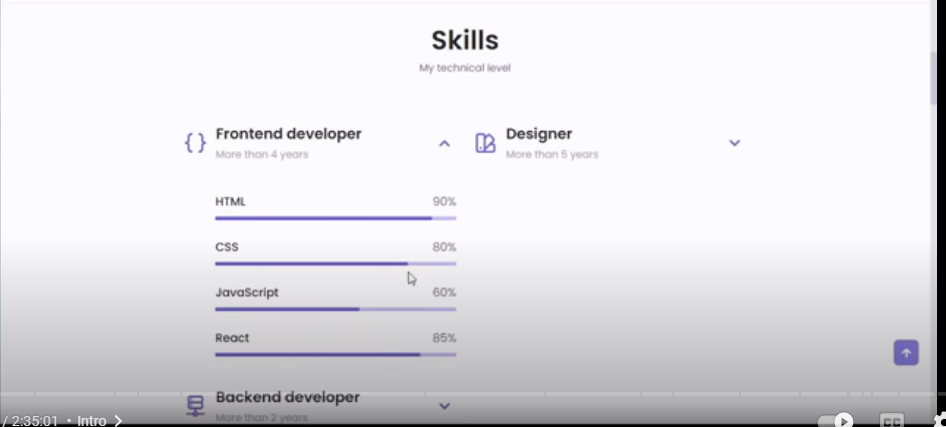 Skills
My technical level
Frontend developer
More than 4 years
HTML 90%
CSS 80%
JavaScript 60%
React 85%
Backend developer
More than 2 years
Designer
More than 5 years
/ 2:35:01 • Intro
CC